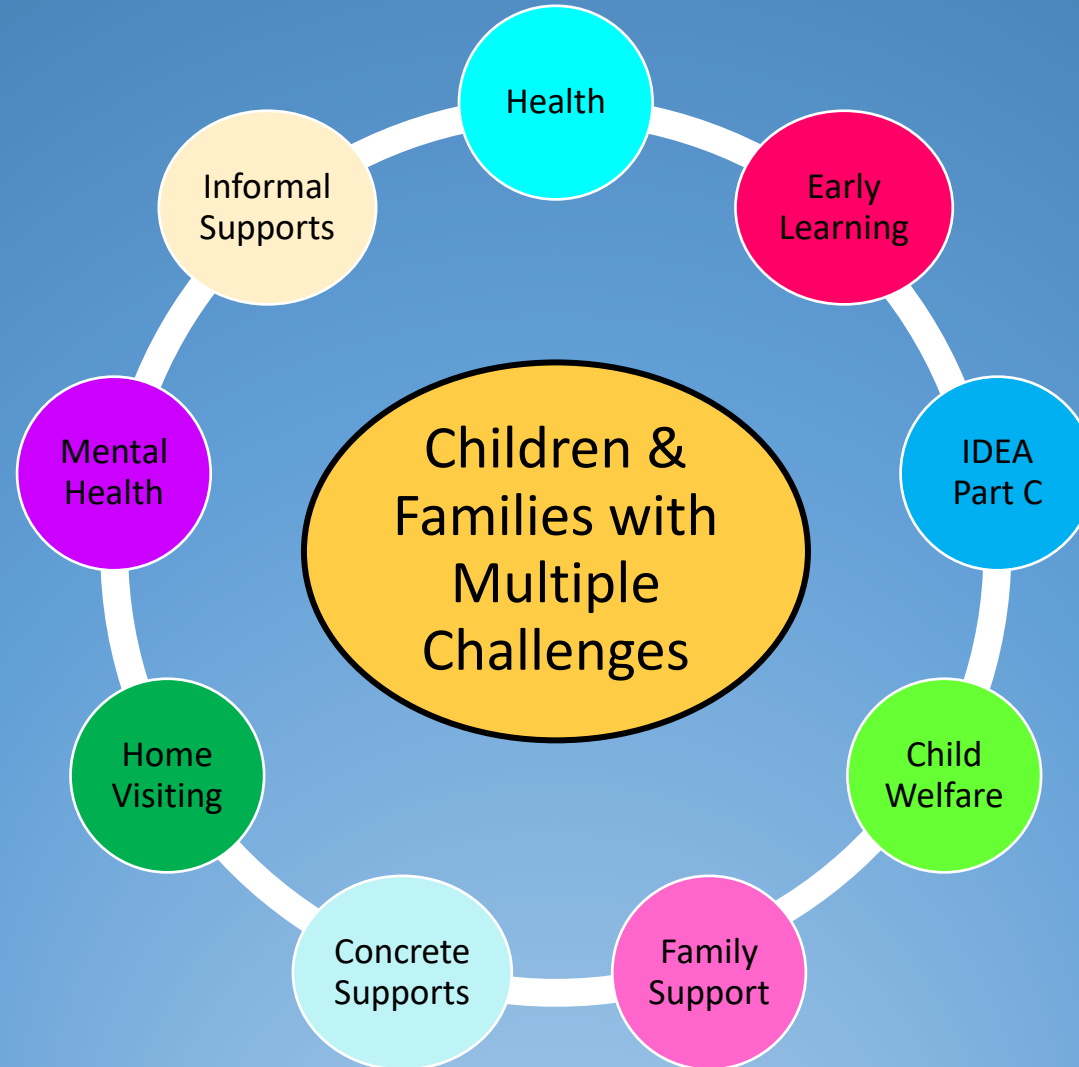 Health
Early
Learning
IDEA
Part C
Child
Welfare
Family
Support
Concrete
Supports
Home
Visiting
Mental
Health
Informal
Supports
Children &
Families with
Multiple
Challenges